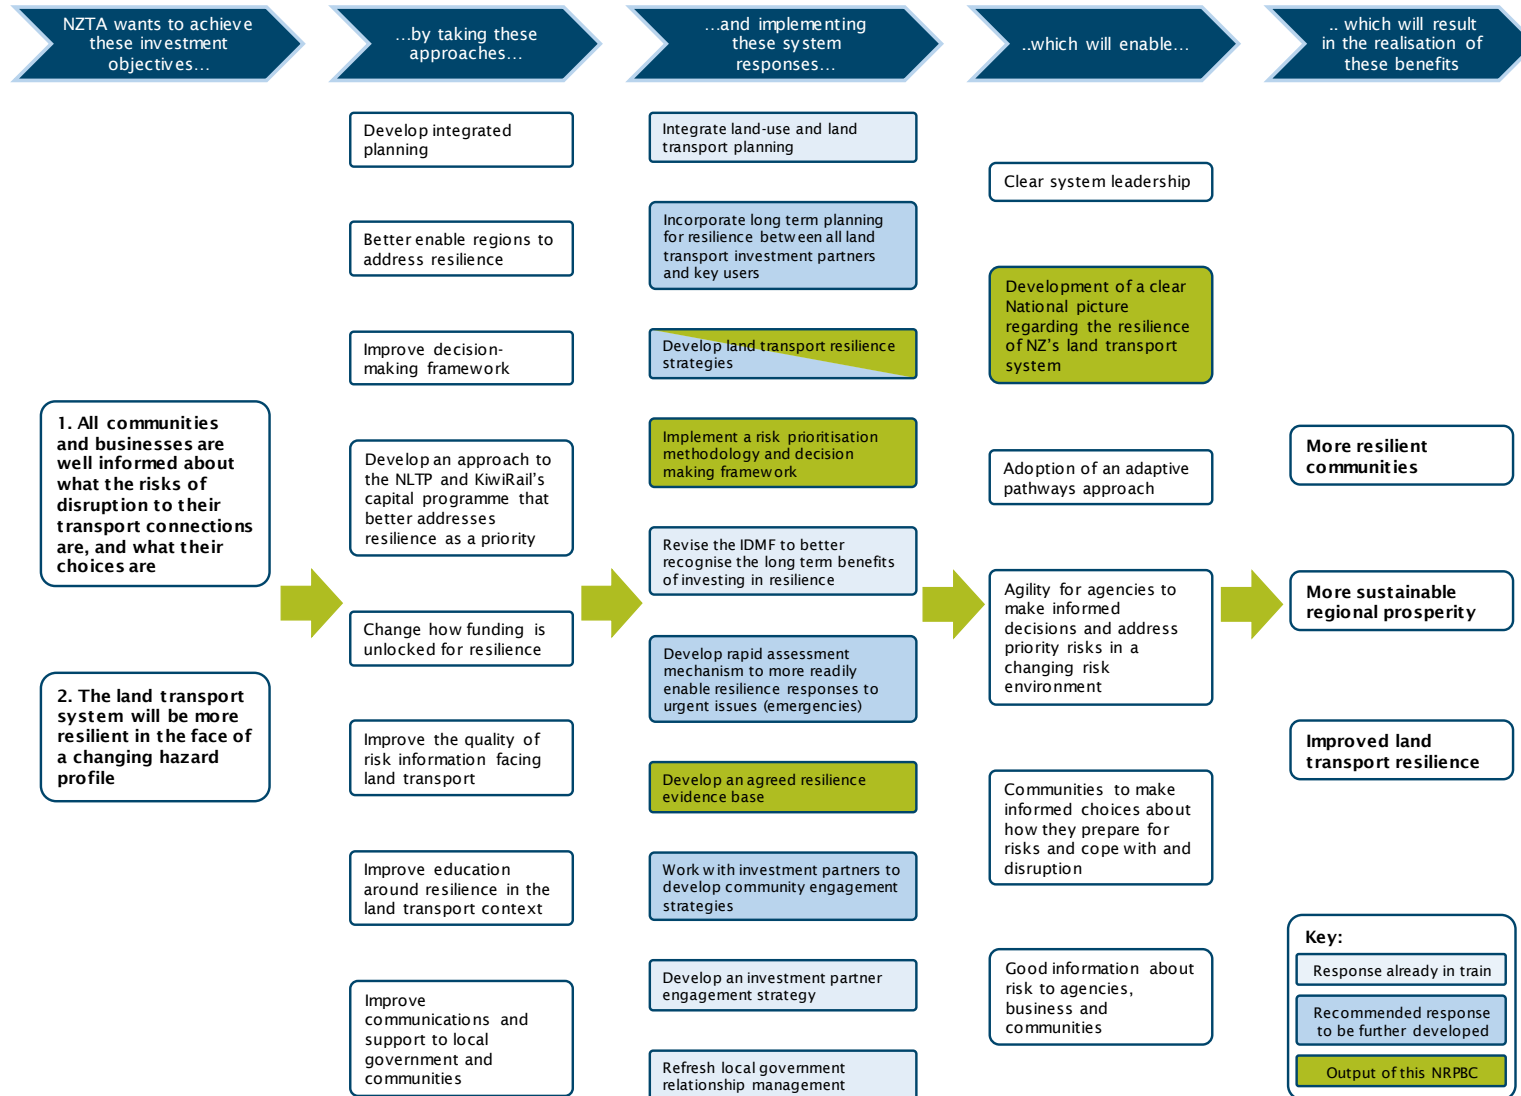 NZTA wants to achieve
these investment
objectives…
…by taking these
approaches…
…and implementing
these system
responses…
..which will enable…
.. which will result
in the realisation of
these benefits
1. All communities
and businesses are
well informed about
what the risks of
disruption to their
transport connections
are, and what their
choices are
2. The land transport
system will be more
resilient in the face of
a changing hazard
profile
Develop integrated
planning
Better enable regions to
address resilience
Improve decision-
making framework
Develop an approach to
the NLTP and KiwiRail's
capital programme that
better addresses
resilience as a priority
Change how funding is
unlocked for resilience
Improve the quality of
risk information facing
land transport
Improve education
around resilience in the
land transport context
Improve
communications and
support to local
government and
communities
Integrate land-use and land
transport planning
Incorporate long term planning
for resilience between all land
transport investment partners
and key users
Develop land transport resilience
strategies
Implement a risk prioritisation
methodology and decision
making framework
Revise the IDMF to better
recognise the long term benefits
of investing in resilience
Develop rapid assessment
mechanism to more readily
enable resilience responses to
urgent issues (emergencies)
Develop an agreed resilience
evidence base
Work with investment partners to
develop community engagement
strategies
Develop an investment partner
engagement strategy
Refresh local government
relationship management
Clear system leadership
Development of a clear
National picture
regarding the resilience
of NZ's land transport
system
Adoption of an adaptive
pathways approach
Agility for agencies to
make informed
decisions and address
priority risks in a
changing risk
environment
Communities to make
informed choices about
how they prepare for
risks and cope with and
disruption
Good information about
risk to agencies,
business and
communities
More resilient
communities
More sustainable
regional prosperity
Improved land
transport resilience
Key:
Response already in train
Recommended response
to be further developed
Output of this NRPBC